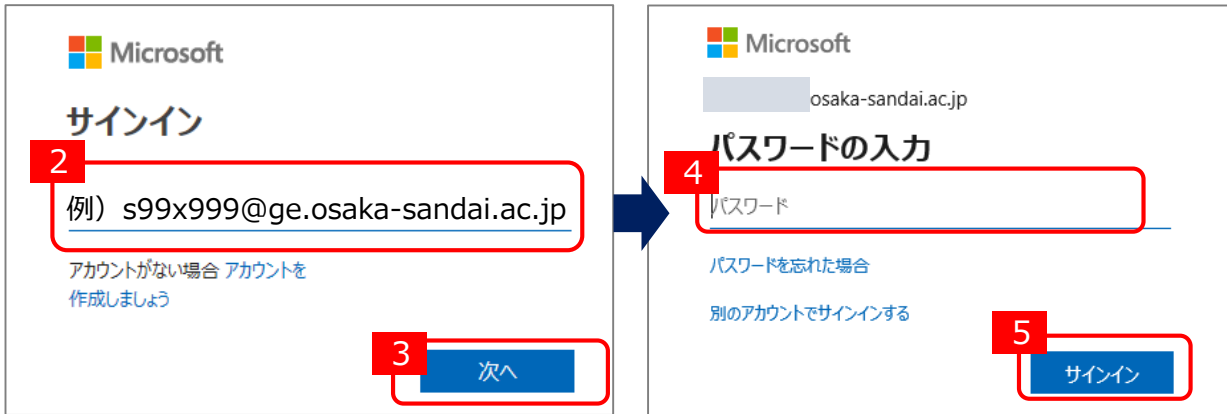 Microsoft
サインイン
2
例）s99x999@ge.osaka-sandai.ac.jp
アカウントがない場合 アカウントを
作成しましょう
3
次へ
Microsoft
osaka-sandai.ac.jp
パスワードの入力
4
パスワード
パスワードを忘れた場合
別のアカウントでサインインする
5
サインイン